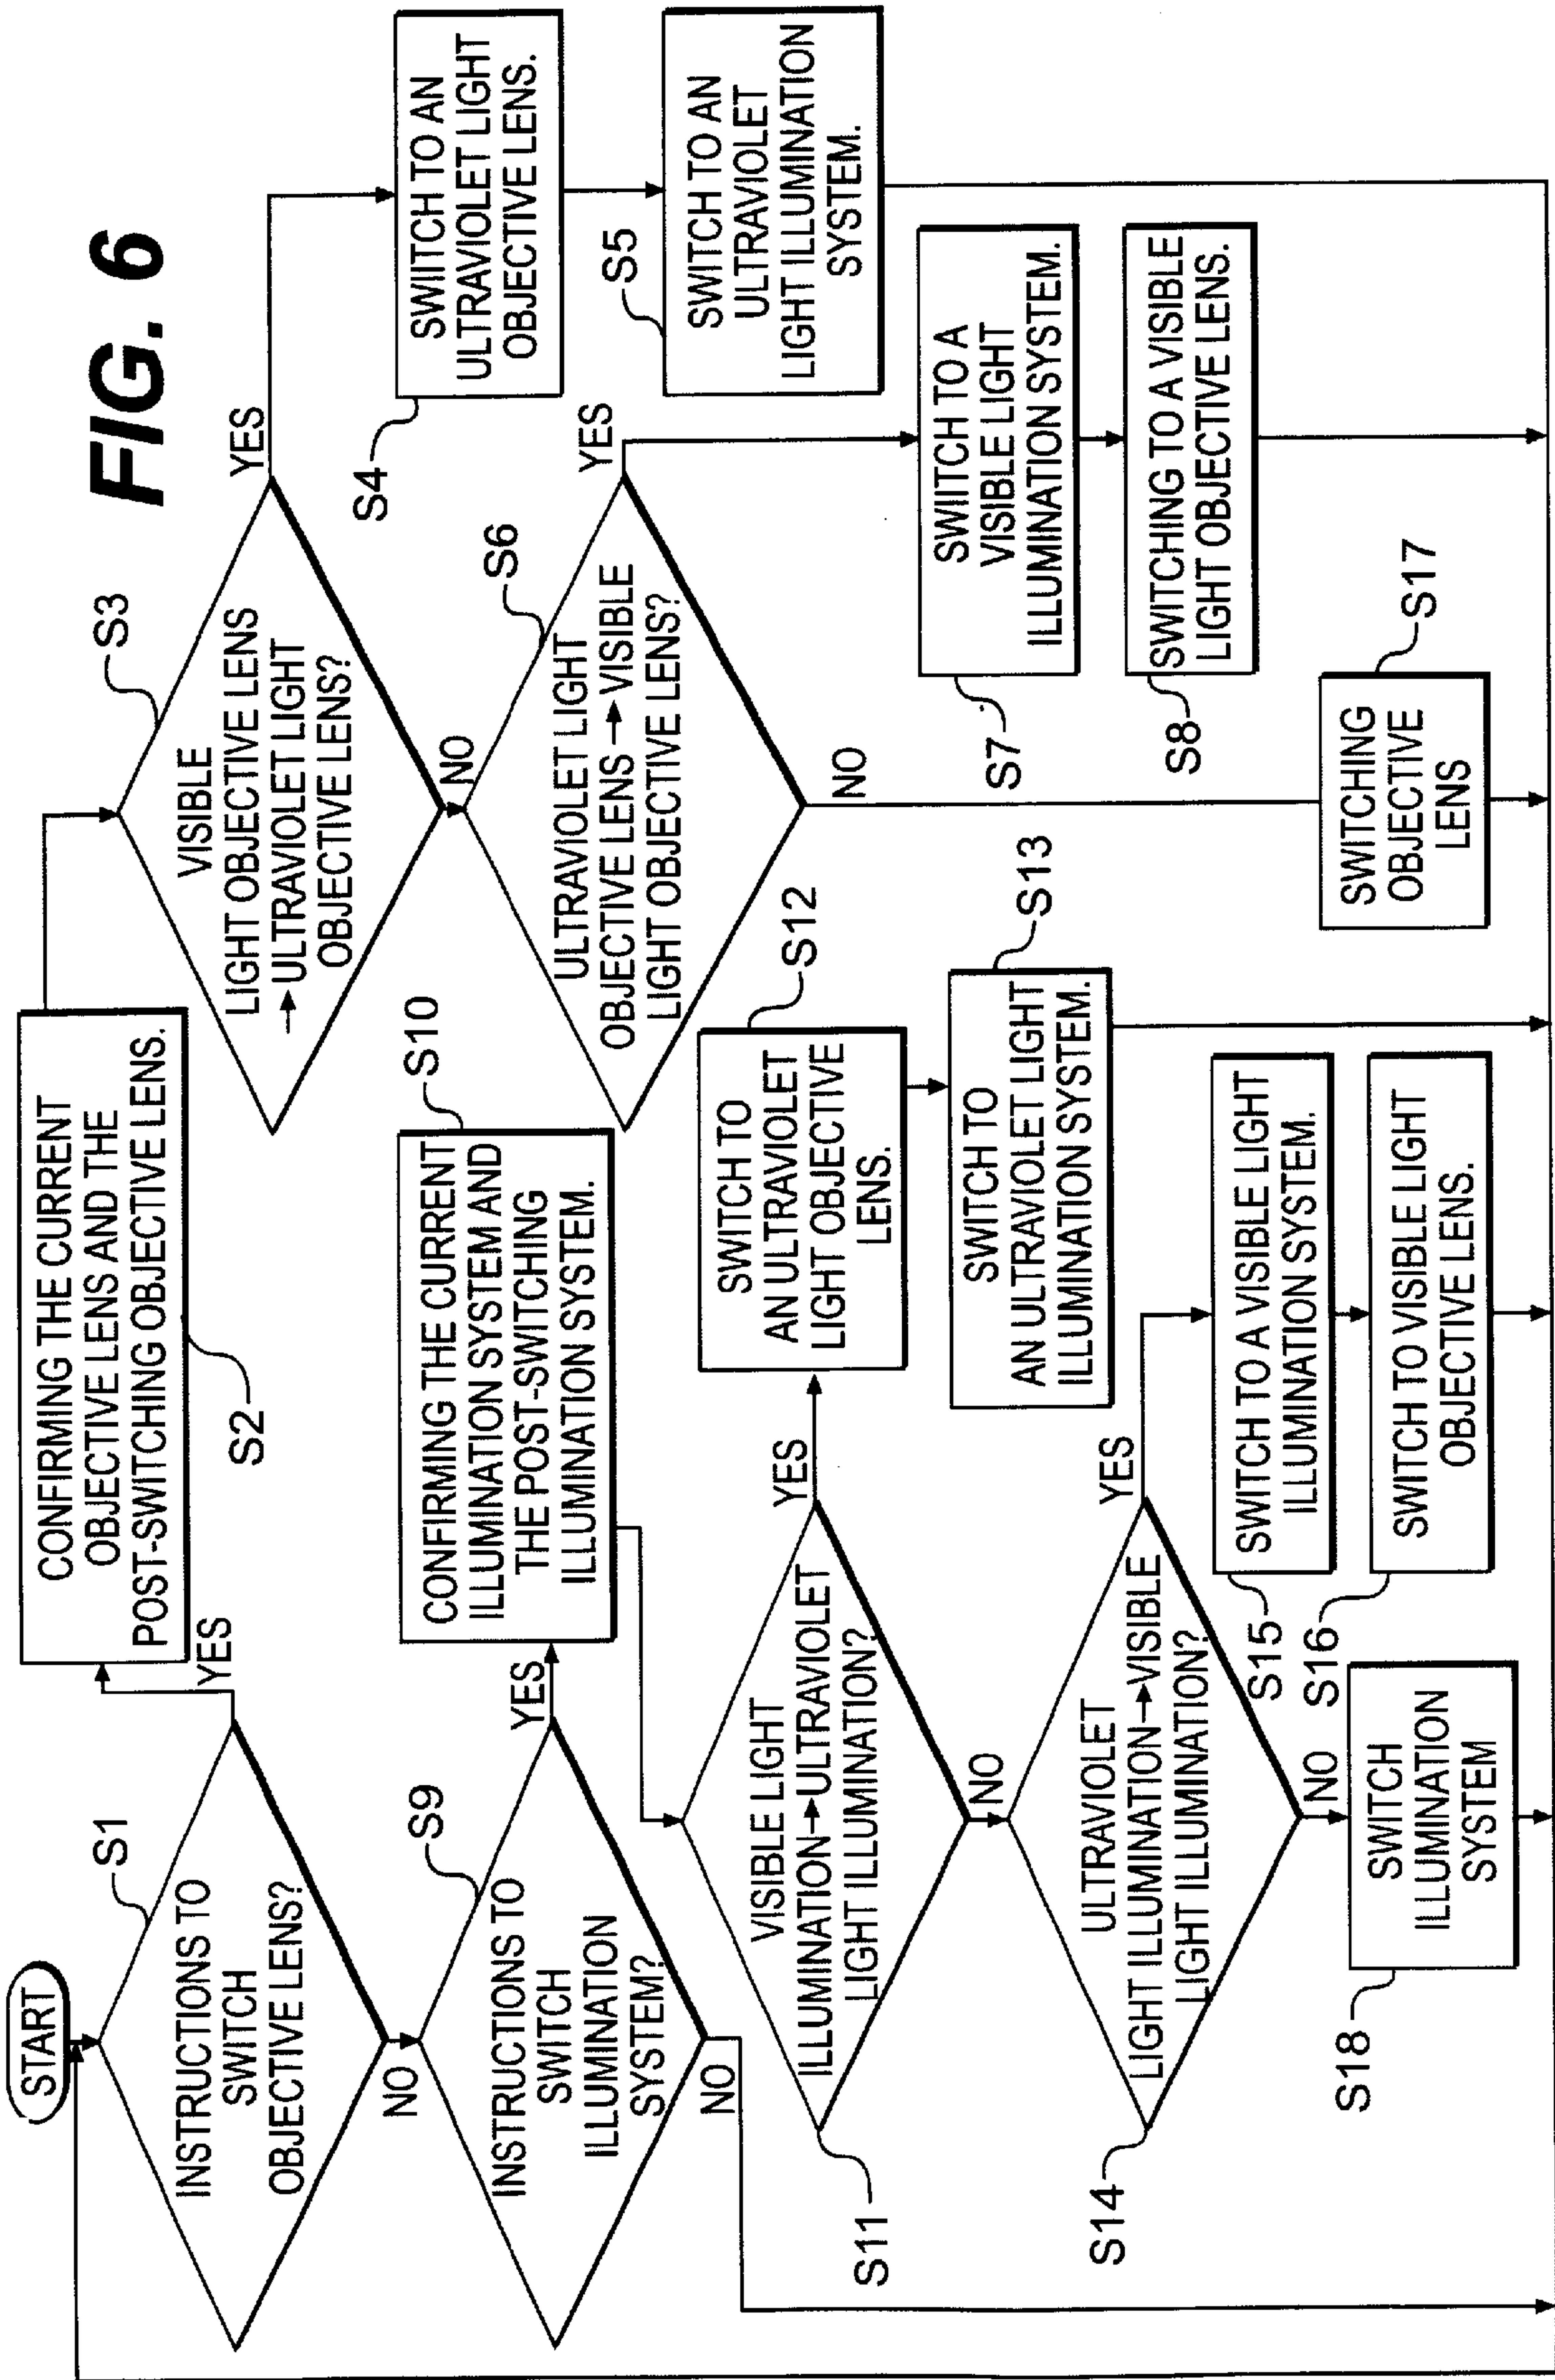 FIG. 6
START
INSTRUCTIONS TO
SWITCH
OBJECTIVE LENS?
S1
YES
NO
CONFIRMING THE CURRENT
OBJECTIVE LENS AND THE
POST-SWITCHING OBJECTIVE LENS.
S2
VISIBLE
LIGHT OBJECTIVE LENS
→ULTRAVIOLET LIGHT
OBJECTIVE LENS?
S3
YES
NO
SWIITCH TO AN
ULTRAVIOLET LIGHT
OBJECTIVE LENS.
S4
SWITCH TO AN
ULTRAVIOLET
LIGHT ILLUMINATION
SYSTEM.
S5
ULTRAVIOLET LIGHT
OBJECTIVE LENS→VISIBLE
LIGHT OBJECTIVE LENS?
S6
YES
NO
SWIITCH TO A
VISIBLE LIGHT
ILLUMINATION SYSTEM.
S7
SWITCHING TO A VISIBLE
LIGHT OBJECTIVE LENS.
S8
SWITCHING
OBJECTIVE
LENS
S17
INSTRUCTIONS TO
SWITCH
ILLUMINATION
SYSTEM?
S9
YES
NO
CONFIRMING THE CURRENT
ILLUMINATION SYSTEM AND
THE POST-SWITCHING
ILLUMINATION SYSTEM.
S10
VISIBLE LIGHT
ILLUMINATION→ULTRAVIOLET
LIGHT ILLUMINATION?
S11
YES
NO
SWITCH TO
AN ULTRAVIOLET
LIGHT OBJECTIVE
LENS.
S12
SWITCH TO
AN ULTRAVIOLET LIGHT
ILLUMINATION SYSTEM.
S13
ULTRAVIOLET
LIGHT ILLUMINATION→VISIBLE
LIGHT ILLUMINATION?
S14
YES
NO
SWITCH TO A VISIBLE LIGHT
ILLUMINATION SYSTEM.
S15
SWITCH TO VISIBLE LIGHT
OBJECTIVE LENS.
S16
SWITCH
ILLUMINATION
SYSTEM
S18